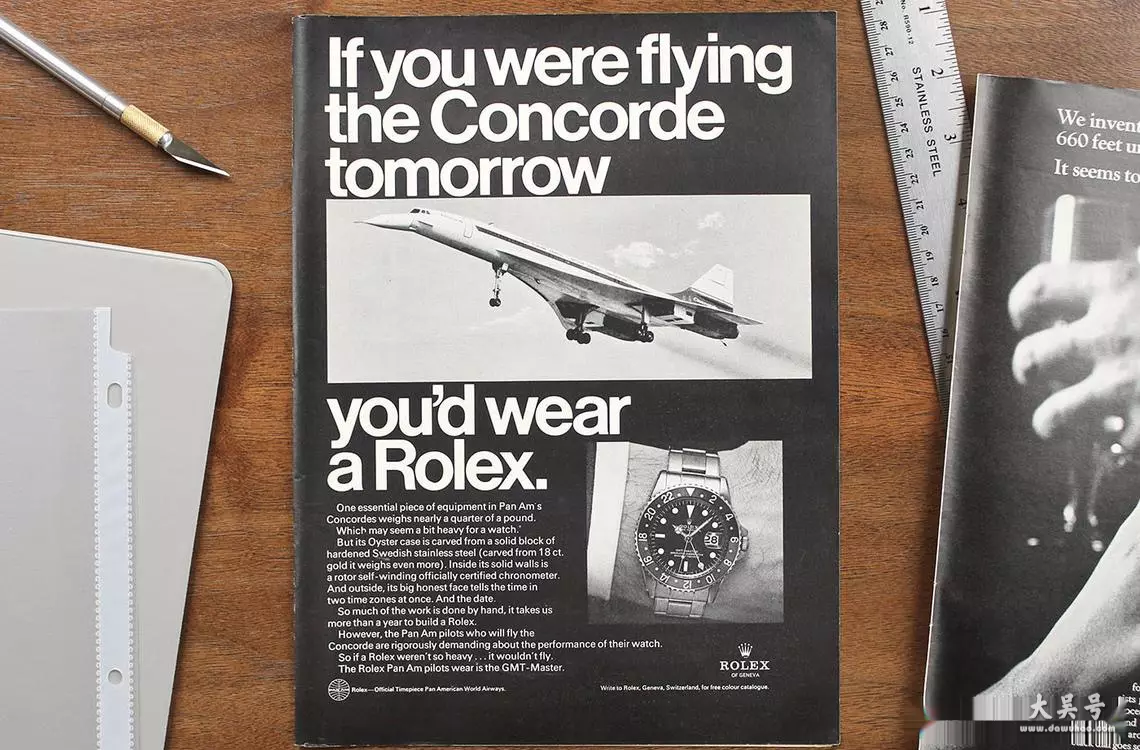 If you were flying
the Concorde
tomorrow
you'd wear
a Rolex.
One essential piece of equipment in Pan Am's
Concordes weighs nearly a quarter of a pound.
Which may seem a bit heavy for a watch.
But its Oyster case is carved from a solid block of
hardened Swedish stainless steel (carved from 18 ct.
gold it weighs even more). Inside its solid walls is
a rotor self-winding officially certified chronometer.
And outside, its big honest face tells the time in
two time zones at once. And the date.
So much of the work is done by hand, it takes us
more than a year to build a Rolex.
However, the Pan Am pilots who will fly the
Concorde are rigorously demanding about the performance of their watch.
So if a Rolex weren't so heavy . . . it wouldn't fly.
The Rolex Pan Am pilots wear is the GMT-Master.
Rolex—Official Timepiece Pan American World Airways.
ROLEX
OF GENEVA
Write to Rolex, Geneva, Switzerland, for free colour catalogue.
No. R590-12
STAINLESS STEEL
We invent
660 feet u
It seems to
大吴号
www.dawuhao.com